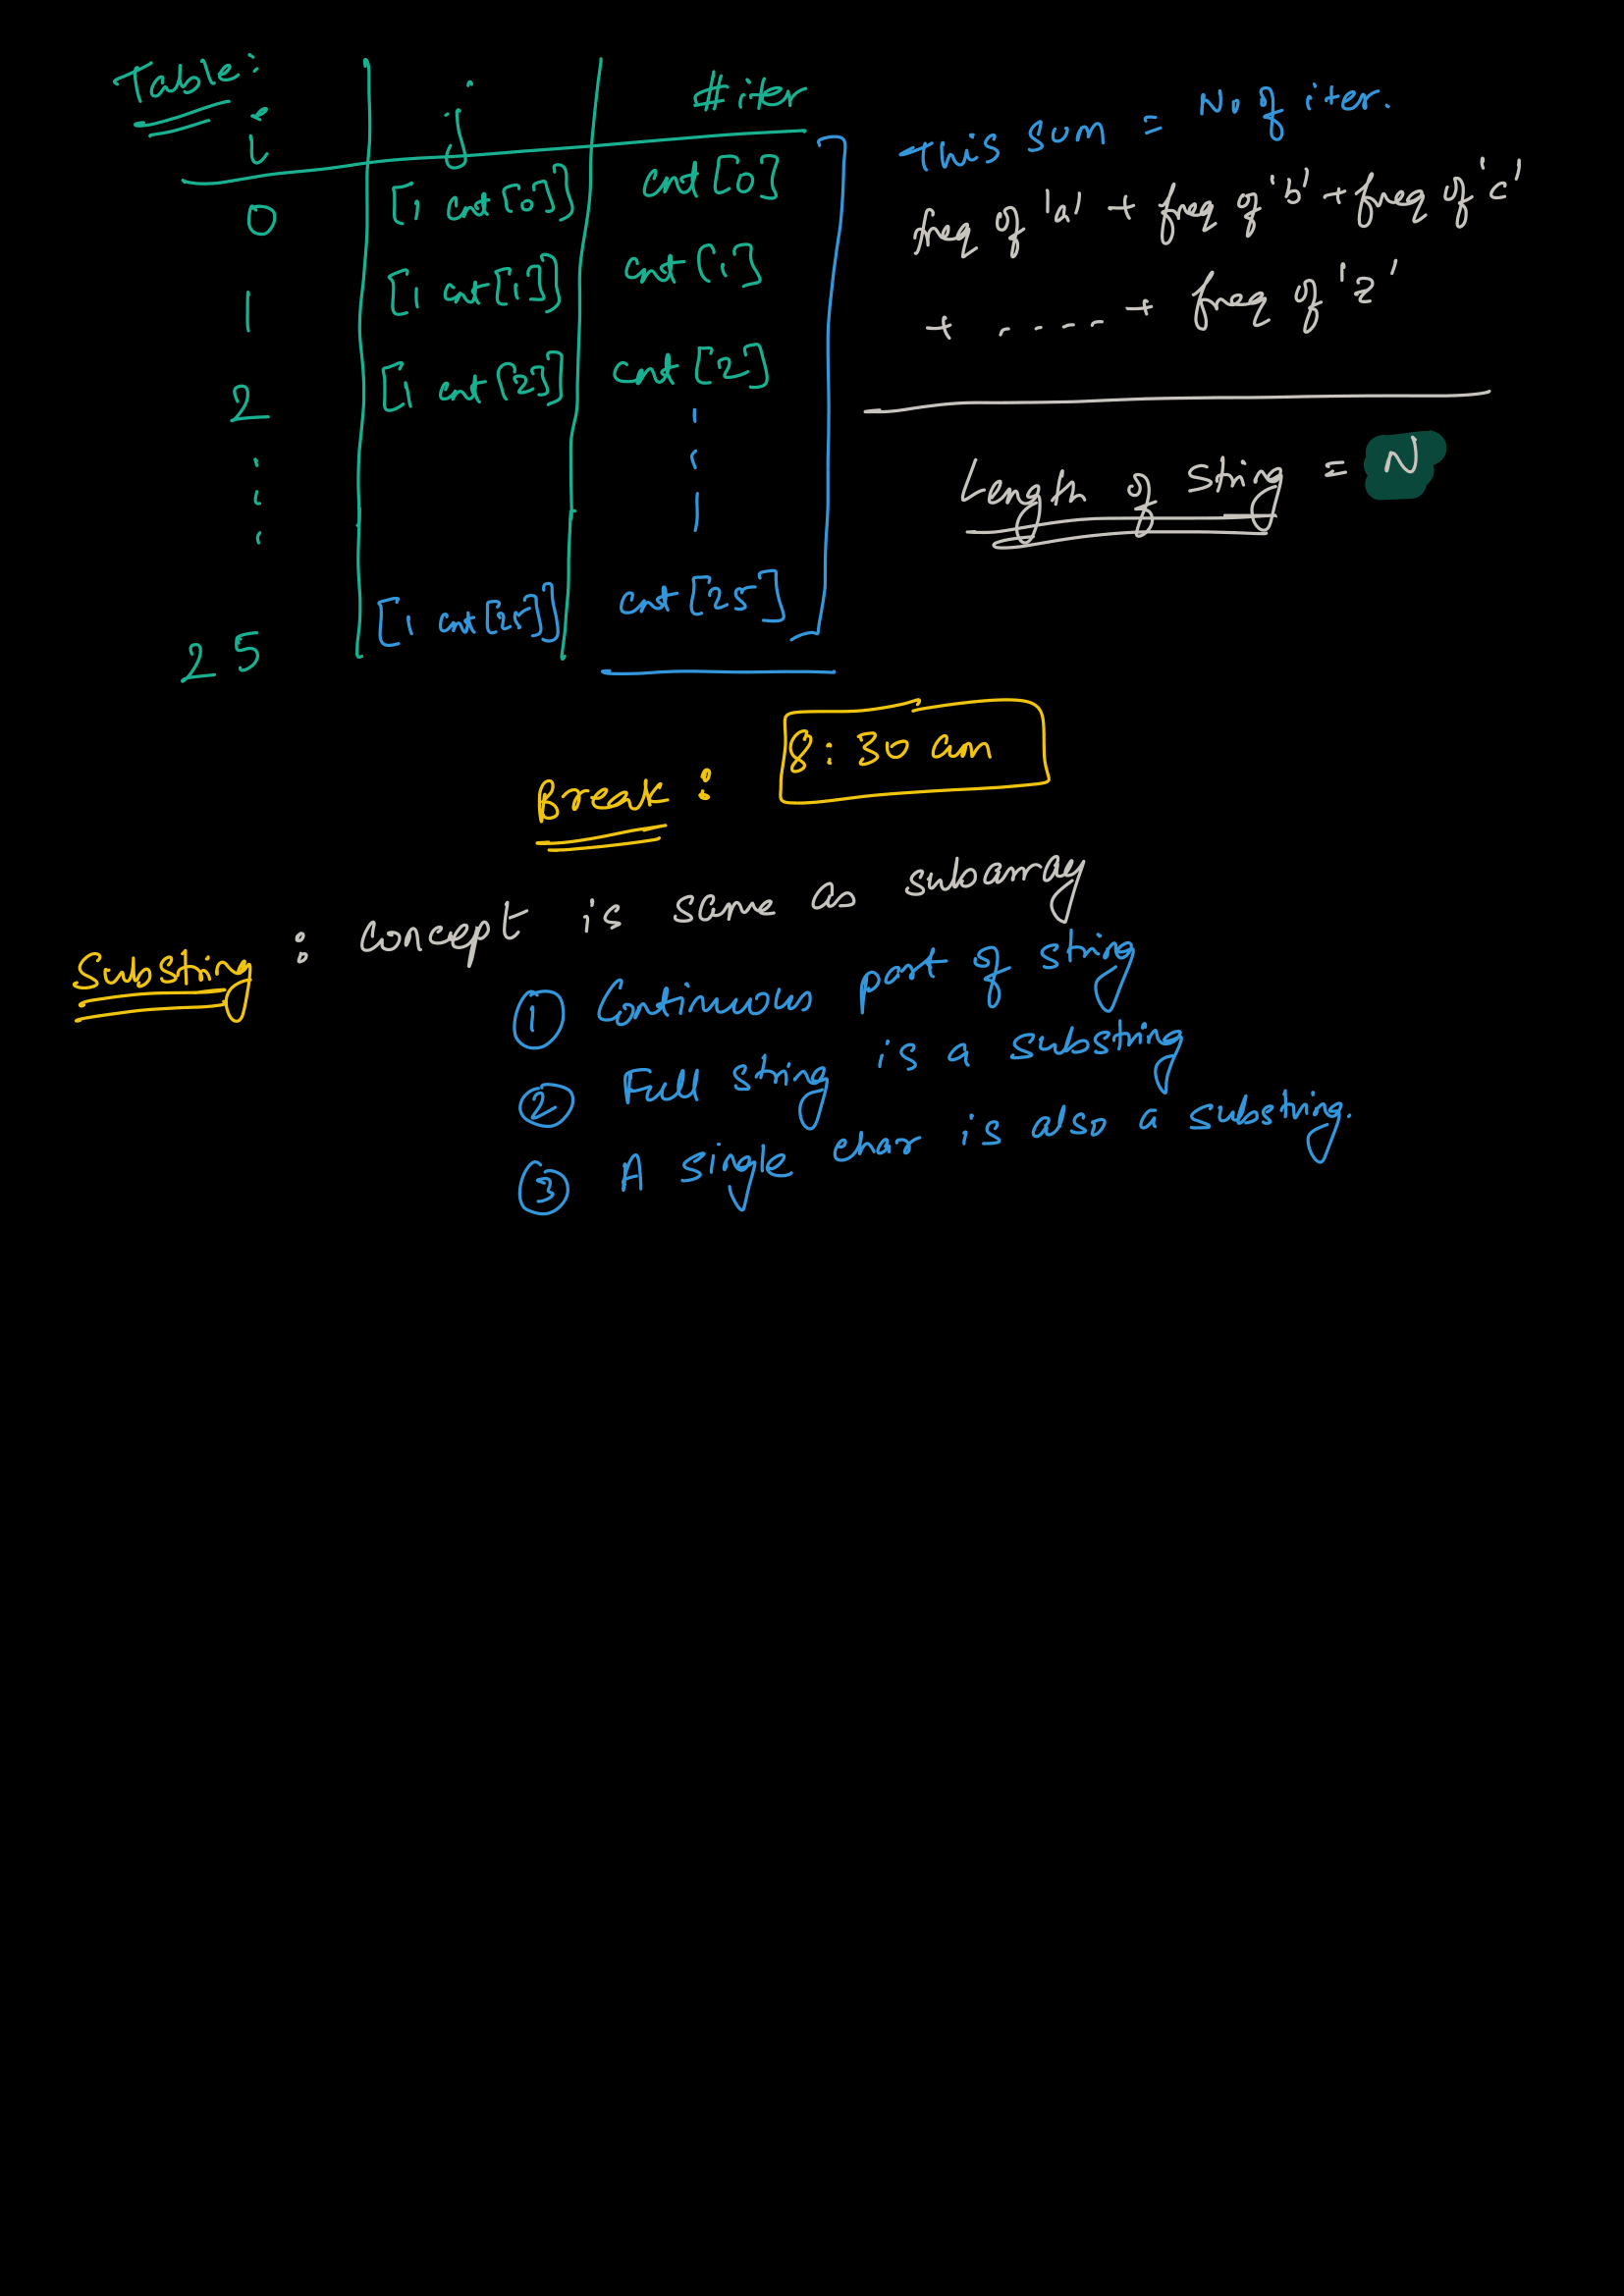 Table:
i | j | #iter
0 | [1 cnt[0]] | cnt[0]
1 | [1 cnt[1]] | cnt[1]
2 | [1 cnt[2]] | cnt[2]
25 | [1 cnt[25]] | cnt[25]
This sum = No of iter.
freq of 'a' + freq of 'b' + freq of 'c'
+ ..... + freq of 'z'
Length of string = N
Break : 8:30 am
Substring : concept is same as subarray
① Continuous part of string
② Full string is a substring
③ A single char is also a substring.